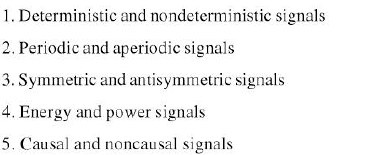 1. Deterministic and nondeterministic signals
2. Periodic and aperiodic signals
3. Symmetric and antisymmetric signals
4. Energy and power signals
5. Causal and noncausal signals